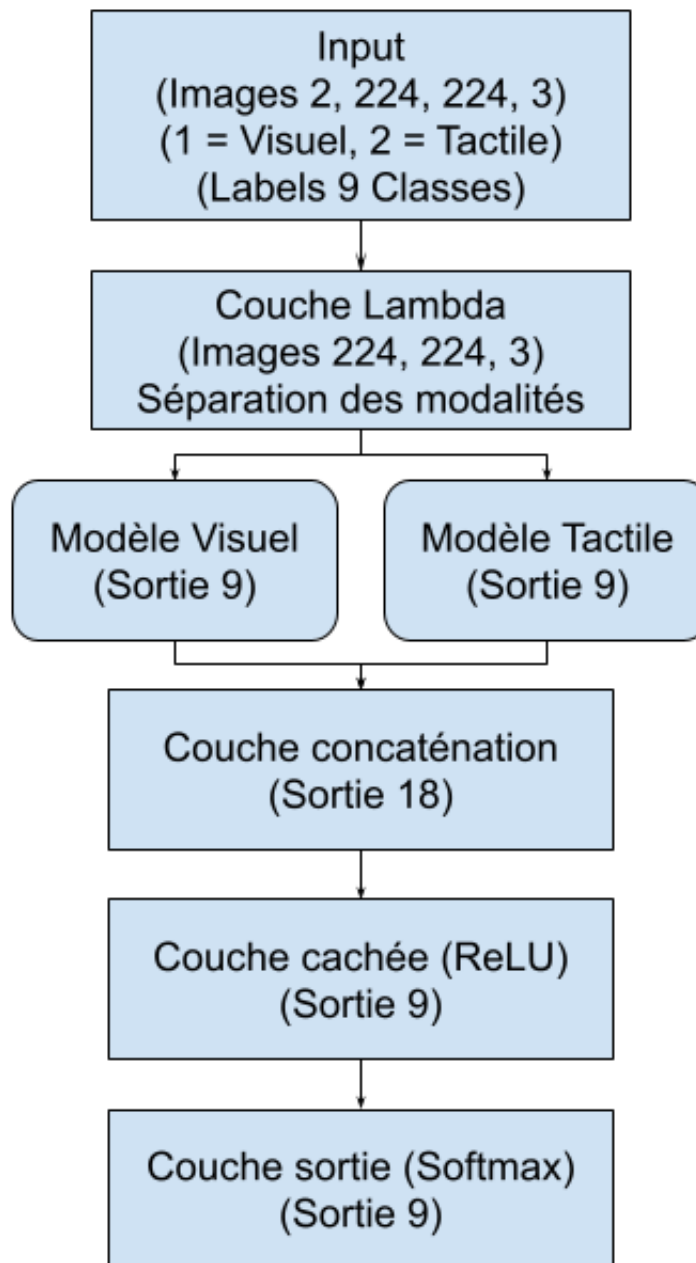 Input
(Images 2, 224, 224, 3)
(1 = Visuel, 2 = Tactile)
(Labels 9 Classes)
Couche Lambda
(Images 224, 224, 3)
Séparation des modalités
Modèle Visuel
(Sortie 9)
Modèle Tactile
(Sortie 9)
Couche concaténation
(Sortie 18)
Couche cachée (ReLU)
(Sortie 9)
Couche sortie (Softmax)
(Sortie 9)